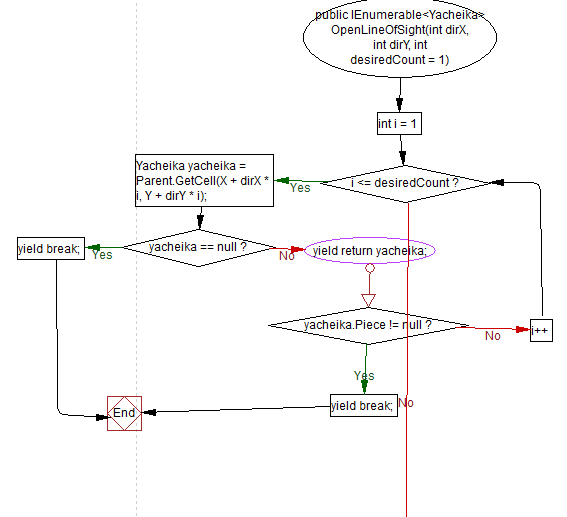 public IEnumerable<Yacheika>
OpenLineOfSight(int dirX,
int dirY, int
desiredCount = 1)
int i = 1
i <= desiredCount ?
Yes
Yacheika yacheika =
Parent.GetCell(X + dirX *
i, Y + dirY * i);
yacheika == null ?
Yes
yield break;
No
yield return yacheika;
yacheika.Piece != null ?
No
i++
Yes
yield break;
No
End